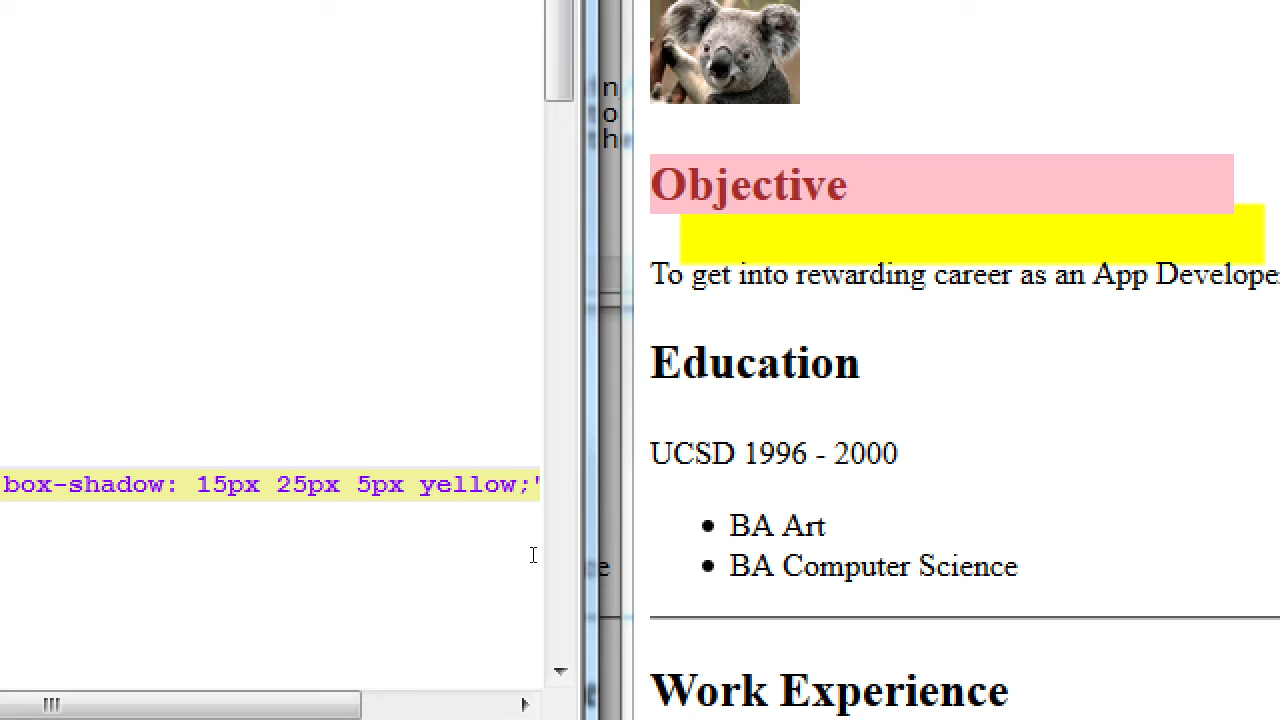 n
o
h
Objective
To get into rewarding career as an App Develope
Education
UCSD 1996 - 2000
box-shadow: 15px 25px 5px yellow;"
BA Art
e
BA Computer Science
Work Experience